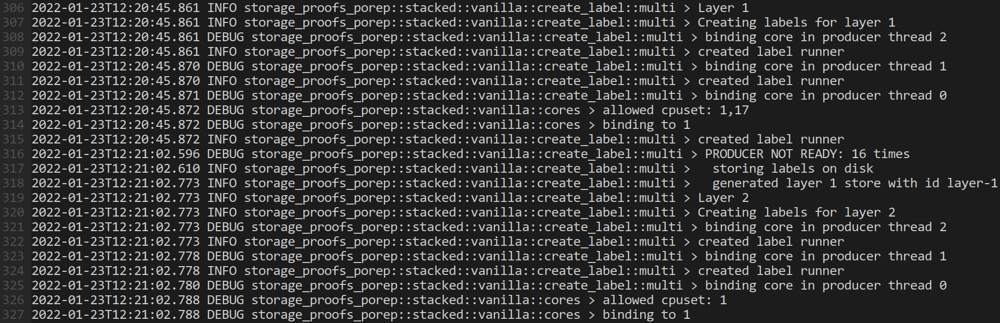 306 2022-01-23T12:20:45.861 INFO storage_proofs_porep::stacked::vanilla::create_label::multi > Layer 1
307 2022-01-23T12:20:45.861 INFO storage_proofs_porep::stacked::vanilla::create_label::multi > Creating labels for layer 1
308 2022-01-23T12:20:45.861 DEBUG storage_proofs_porep::stacked::vanilla::create_label::multi > binding core in producer thread 2
309 2022-01-23T12:20:45.861 INFO storage_proofs_porep::stacked::vanilla::create_label::multi > created label runner
310 2022-01-23T12:20:45.870 DEBUG storage_proofs_porep::stacked::vanilla::create_label::multi > binding core in producer thread 1
311 2022-01-23T12:20:45.870 INFO storage_proofs_porep::stacked::vanilla::create_label::multi > created label runner
312 2022-01-23T12:20:45.871 DEBUG storage_proofs_porep::stacked::vanilla::create_label::multi > binding core in producer thread 0
313 2022-01-23T12:20:45.872 DEBUG storage_proofs_porep::stacked::vanilla::cores > allowed cpuset: 1,17
314 2022-01-23T12:20:45.872 DEBUG storage_proofs_porep::stacked::vanilla::cores > binding to 1
315 2022-01-23T12:20:45.872 INFO storage_proofs_porep::stacked::vanilla::create_label::multi > created label runner
316 2022-01-23T12:21:02.596 DEBUG storage_proofs_porep::stacked::vanilla::create_label::multi > PRODUCER NOT READY: 16 times
317 2022-01-23T12:21:02.610 INFO storage_proofs_porep::stacked::vanilla::create_label::multi >   storing labels on disk
318 2022-01-23T12:21:02.773 INFO storage_proofs_porep::stacked::vanilla::create_label::multi >   generated layer 1 store with id layer-1
319 2022-01-23T12:21:02.773 INFO storage_proofs_porep::stacked::vanilla::create_label::multi > Layer 2
320 2022-01-23T12:21:02.773 INFO storage_proofs_porep::stacked::vanilla::create_label::multi > Creating labels for layer 2
321 2022-01-23T12:21:02.773 DEBUG storage_proofs_porep::stacked::vanilla::create_label::multi > binding core in producer thread 2
322 2022-01-23T12:21:02.773 INFO storage_proofs_porep::stacked::vanilla::create_label::multi > created label runner
323 2022-01-23T12:21:02.778 DEBUG storage_proofs_porep::stacked::vanilla::create_label::multi > binding core in producer thread 1
324 2022-01-23T12:21:02.778 INFO storage_proofs_porep::stacked::vanilla::create_label::multi > created label runner
325 2022-01-23T12:21:02.780 DEBUG storage_proofs_porep::stacked::vanilla::create_label::multi > binding core in producer thread 0
326 2022-01-23T12:21:02.788 DEBUG storage_proofs_porep::stacked::vanilla::cores > allowed cpuset: 1
327 2022-01-23T12:21:02.788 DEBUG storage_proofs_porep::stacked::vanilla::cores > binding to 1